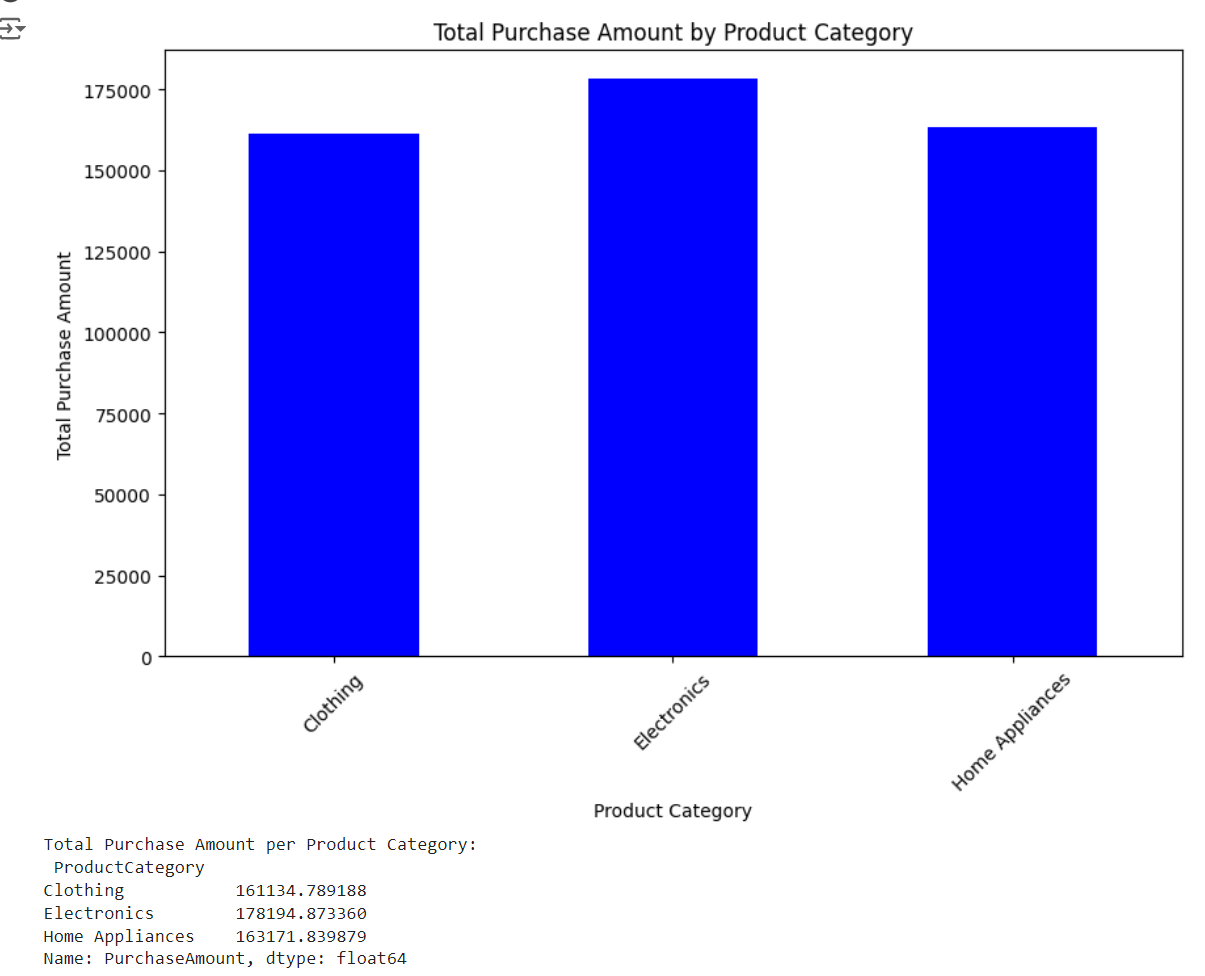 Total Purchase Amount by Product Category
Total Purchase Amount
175000
150000
125000
100000
75000
50000
25000
0
Clothing
Electronics
Home Appliances
Product Category
Total Purchase Amount per Product Category:
ProductCategory
Clothing 161134.789188
Electronics 178194.873360
Home Appliances 163171.839879
Name: PurchaseAmount, dtype: float64